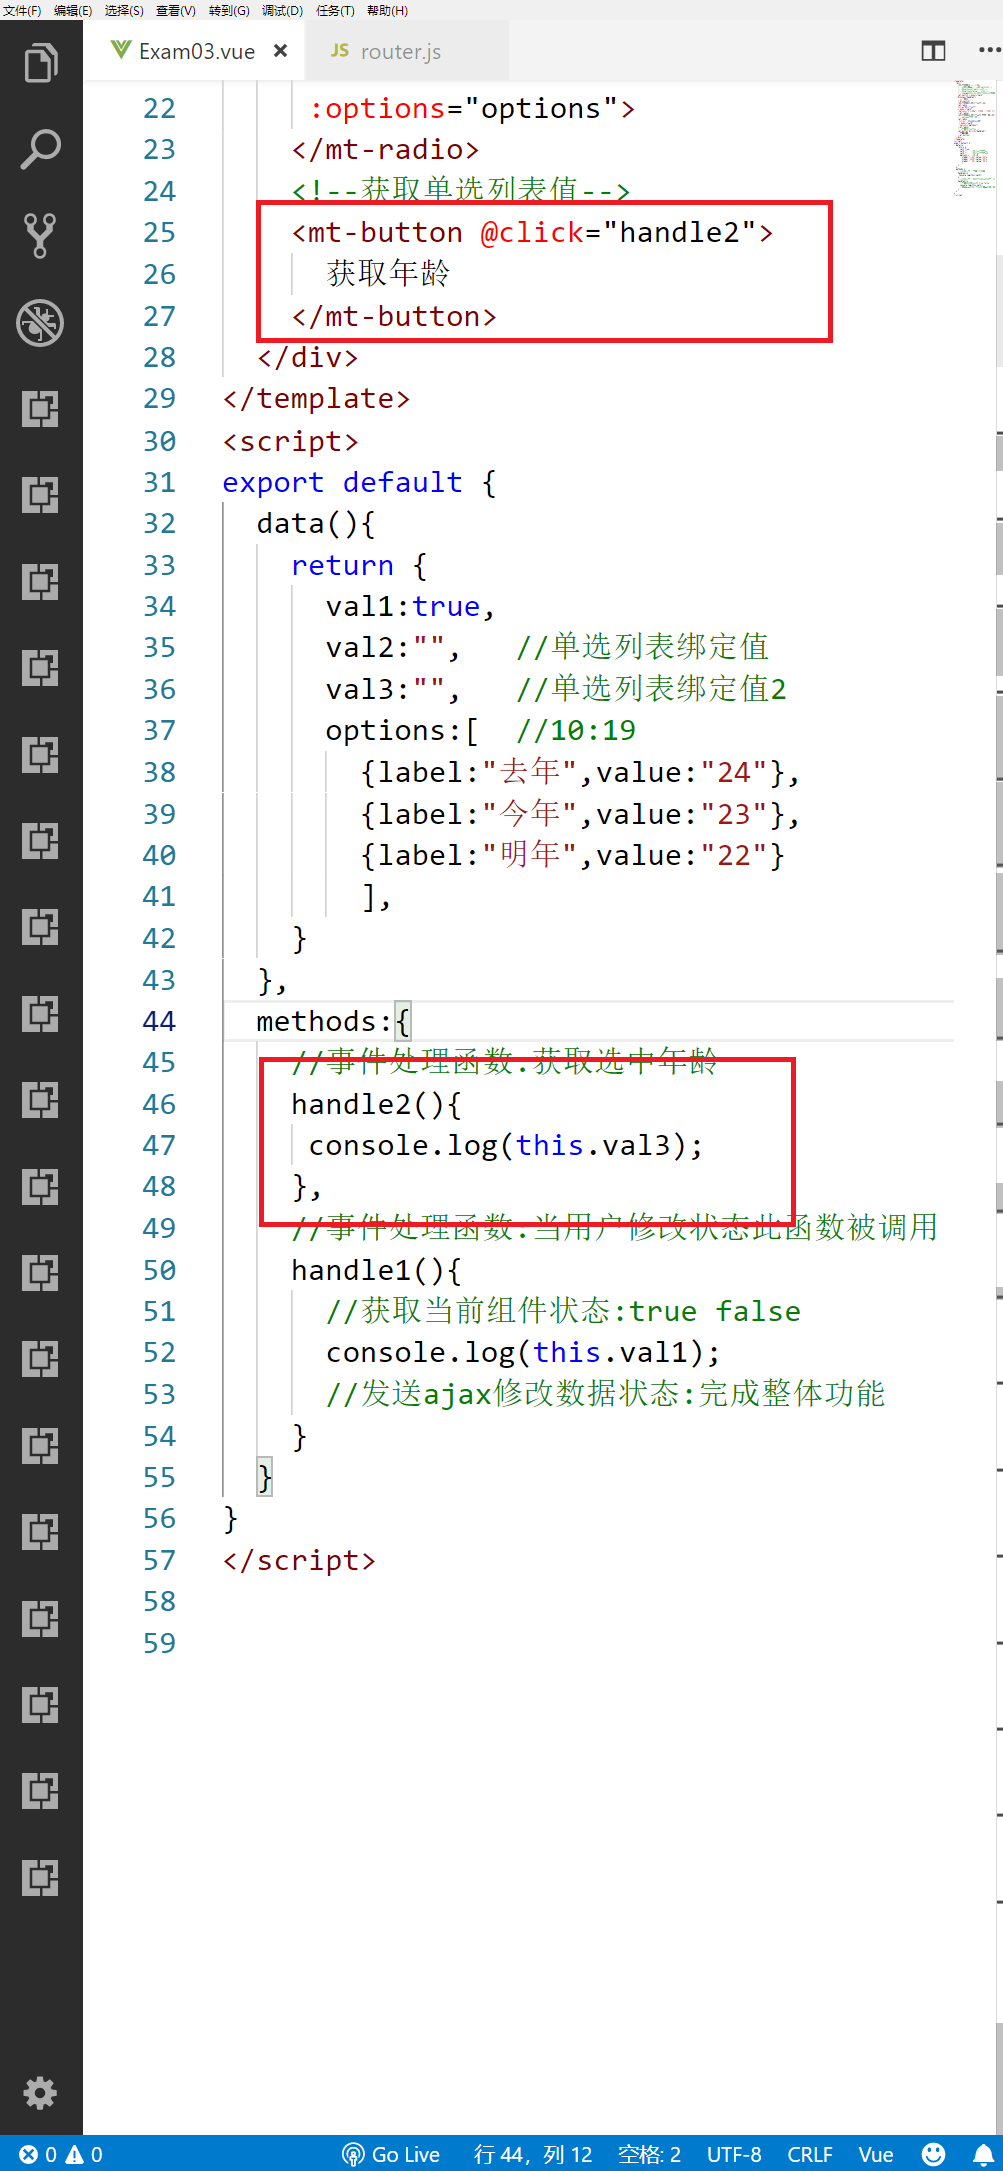 文件(F) 编辑(E) 选择(S) 查看(V) 转到(G) 调试(D) 任务(T) 帮助(H)
Exam03.vue × JS router.js
22 :options="options">
23 </mt-radio>
24 <!--获取单选列表值-->
25 <mt-button @click="handle2">
26 获取年龄
27 </mt-button>
28 </div>
29 </template>
30 <script>
31 export default {
32 data(){
33 return {
34 val1:true,
35 val2:"", //单选列表绑定值
36 val3:"", //单选列表绑定值2
37 options:[ //10:19
38 {label:"去年",value:"24"},
39 {label:"今年",value:"23"},
40 {label:"明年",value:"22"}
41 ],
42 }
43 },
44 methods:{
45 //事件处理函数:获取选中年龄
46 handle2(){
47 console.log(this.val3);
48 },
49 //事件处理函数:当用户修改状态此函数被调用
50 handle1(){
51 //获取当前组件状态:true false
52 console.log(this.val1);
53 //发送ajax修改数据状态:完成整体功能
54 }
55 }
56 }
57 </script>
58
59
0 0 Go Live 行 44, 列 12 空格: 2 UTF-8 CRLF Vue